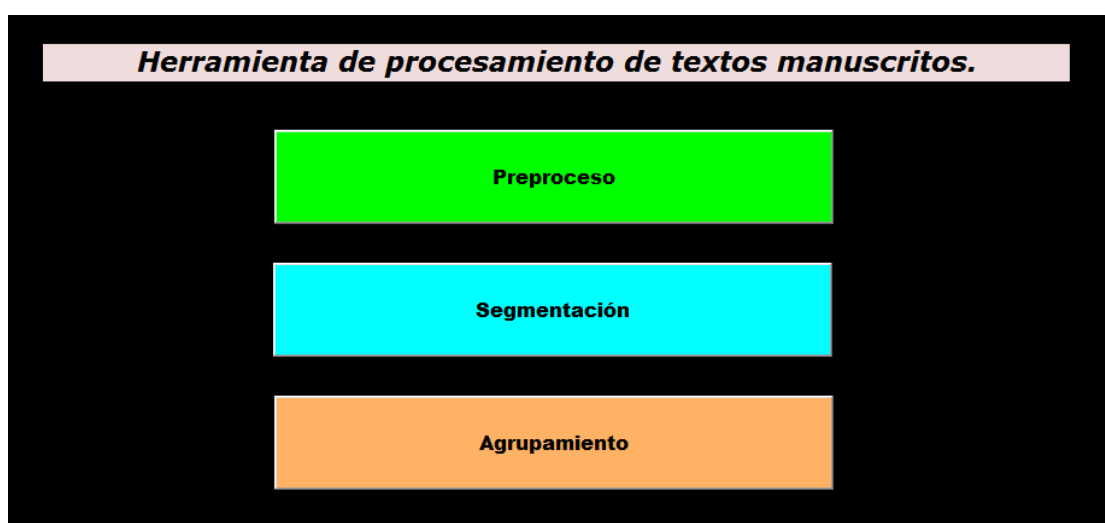 Herramienta de procesamiento de textos manuscritos.
Preproceso
Segmentación
Agrupamiento